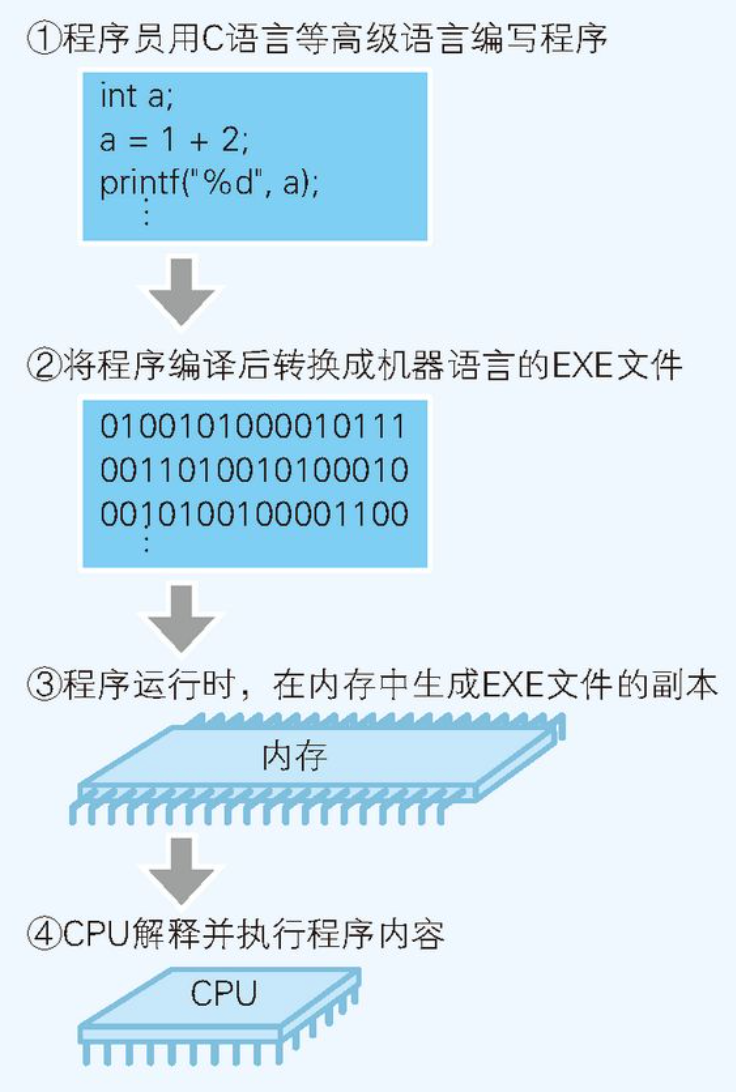 ①程序员用C语言等高级语言编写程序
int a;
a = 1 + 2;
printf("%d", a);
⋮
②将程序编译后转换成机器语言的EXE文件
0100101000010111
0011010010100010
0010100100001100
⋮
③程序运行时，在内存中生成EXE文件的副本
内存
④CPU解释并执行程序内容
CPU